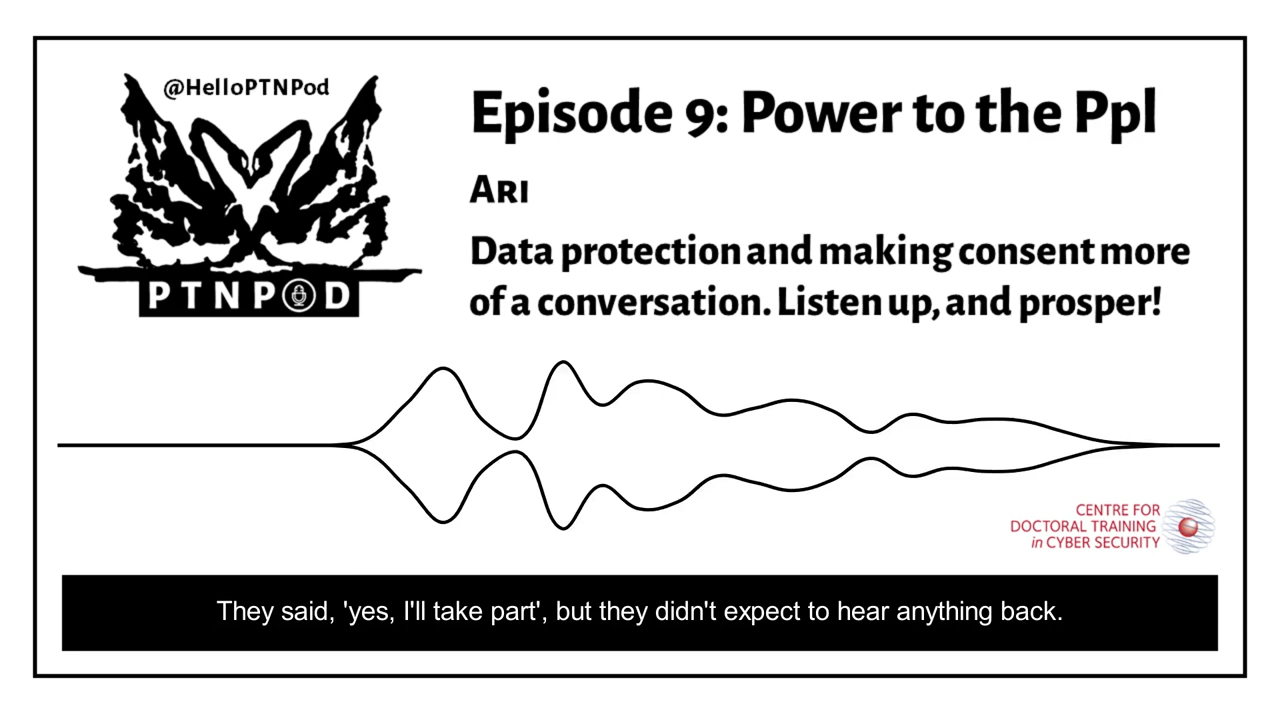 @HelloPTNPod
PTNPOD
Episode 9: Power to the Ppl
Ari
Data protection and making consent more
of a conversation. Listen up, and prosper!
CENTRE FOR
DOCTORAL TRAINING
in CYBER SECURITY
They said, 'yes, I'll take part', but they didn't expect to hear anything back.